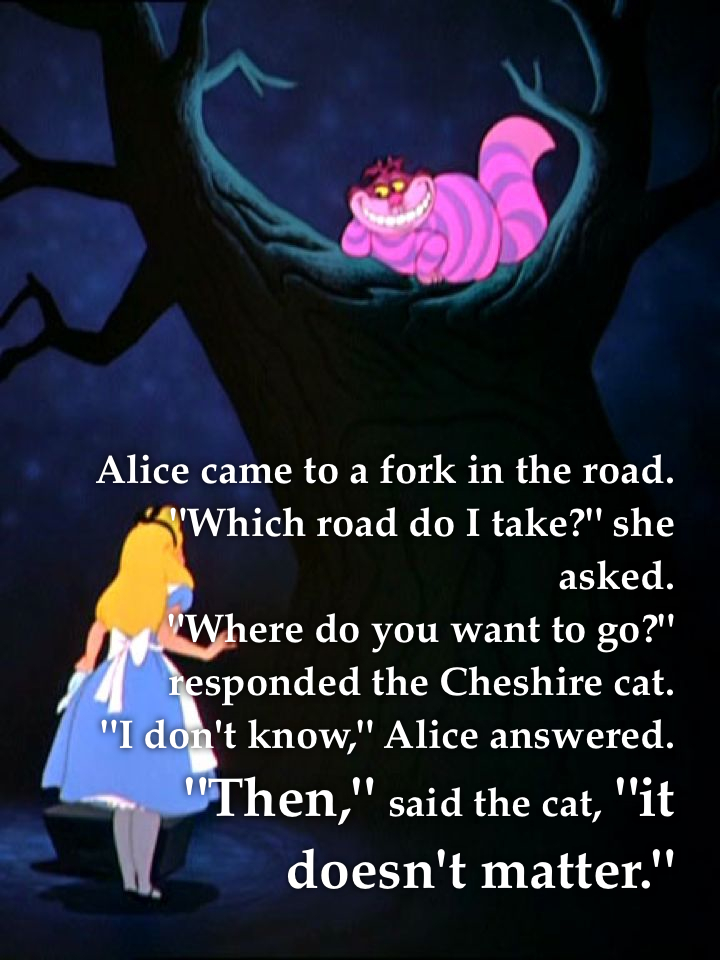 Alice came to a fork in the road.
"Which road do I take?" she
asked.
"Where do you want to go?"
responded the Cheshire cat.
"I don't know," Alice answered.
"Then," said the cat, "it
doesn't matter."